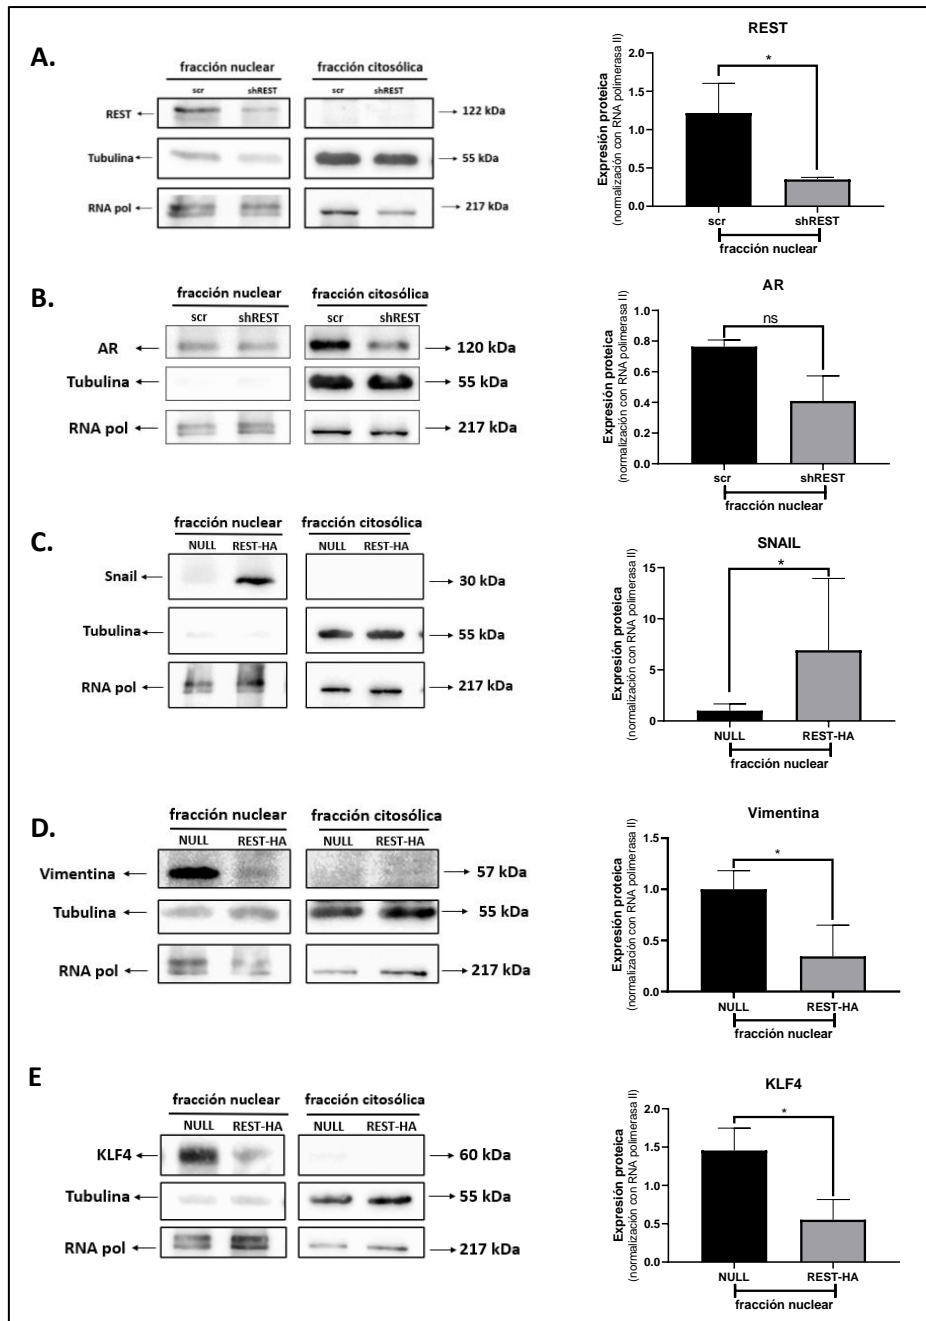 A.
fracción nuclear fracción citosólica
scr shREST scr shREST
REST 122 kDa
Tubulina 55 kDa
RNA pol 217 kDa
REST
Expresión proteica
(normalización con RNA polimerasa II)
2.0
1.5
1.0
0.5
0.0
*
scr shREST
fracción nuclear
B.
fracción nuclear fracción citosólica
scr shREST scr shREST
AR 120 kDa
Tubulina 55 kDa
RNA pol 217 kDa
AR
Expresión proteica
(normalización con RNA polimerasa II)
0.8
0.6
0.4
0.2
0.0
ns
scr shREST
fracción nuclear
C.
fracción nuclear fracción citosólica
NULL REST-HA NULL REST-HA
Snail 30 kDa
Tubulina 55 kDa
RNA pol 217 kDa
SNAIL
Expresión proteica
(normalización con RNA polimerasa II)
15
10
5
0
*
NULL REST-HA
fracción nuclear
D.
fracción nuclear fracción citosólica
NULL REST-HA NULL REST-HA
Vimentina 57 kDa
Tubulina 55 kDa
RNA pol 217 kDa
Vimentina
Expresión proteica
(normalización con RNA polimerasa II)
1.5
1.0
0.5
0.0
*
NULL REST-HA
fracción nuclear
E
fracción nuclear fracción citosólica
NULL REST-HA NULL REST-HA
KLF4 60 kDa
Tubulina 55 kDa
RNA pol 217 kDa
KLF4
Expresión proteica
(normalización con RNA polimerasa II)
2.0
1.5
1.0
0.5
0.0
*
NULL REST-HA
fracción nuclear